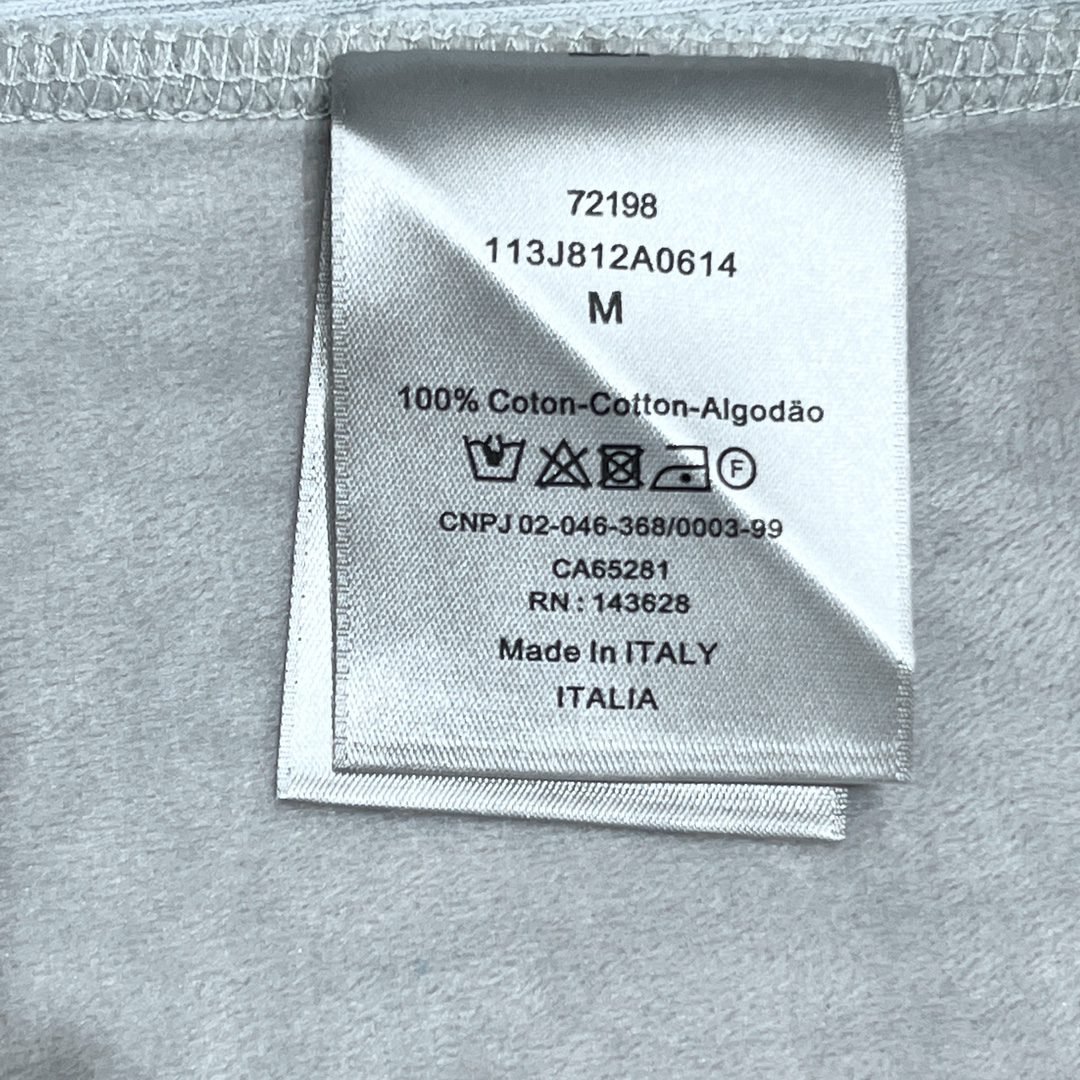 72198
113J812A0614
M
100% Coton-Cotton-Algodão
F
CNPJ 02-046-368/0003-99
CA65281
RN : 143628
Made In ITALY
ITALIA